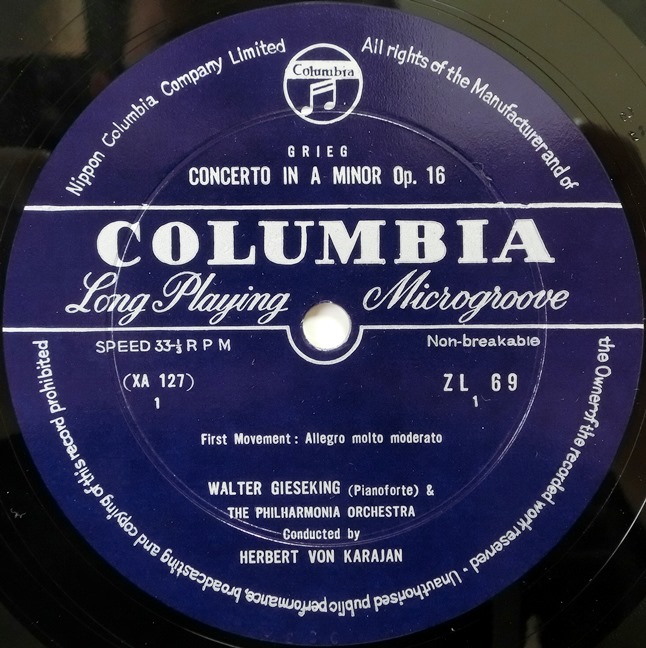 Nippon Columbia Company Limited
Columbia
All rights of the Manufacturer and of
the Owner of the recorded work reserved • Unauthorised public performance, broadcasting and copying of this record prohibited
GRIEG
CONCERTO IN A MINOR Op. 16
COLUMBIA
Long Playing Microgroove
SPEED 33⅓ R P M Non-breakable
(XA 127) ZL 69
1 1
First Movement: Allegro molto moderato
WALTER GIESEKING (Pianoforte) &
THE PHILHARMONIA ORCHESTRA
Conducted by
HERBERT VON KARAJAN